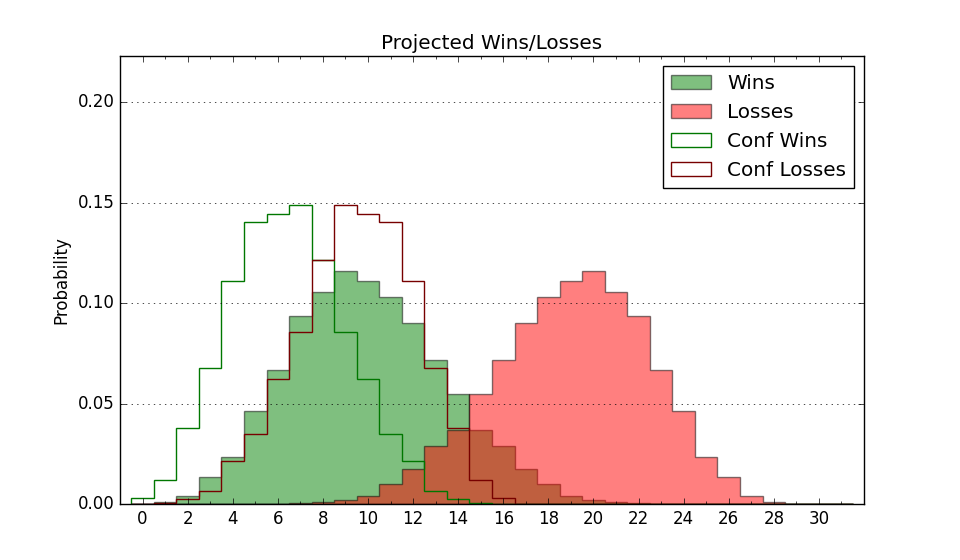 Projected Wins/Losses
Wins
Losses
Conf Wins
Conf Losses
Probability
0.20
0.15
0.10
0.05
0.00
0 2 4 6 8 10 12 14 16 18 20 22 24 26 28 30